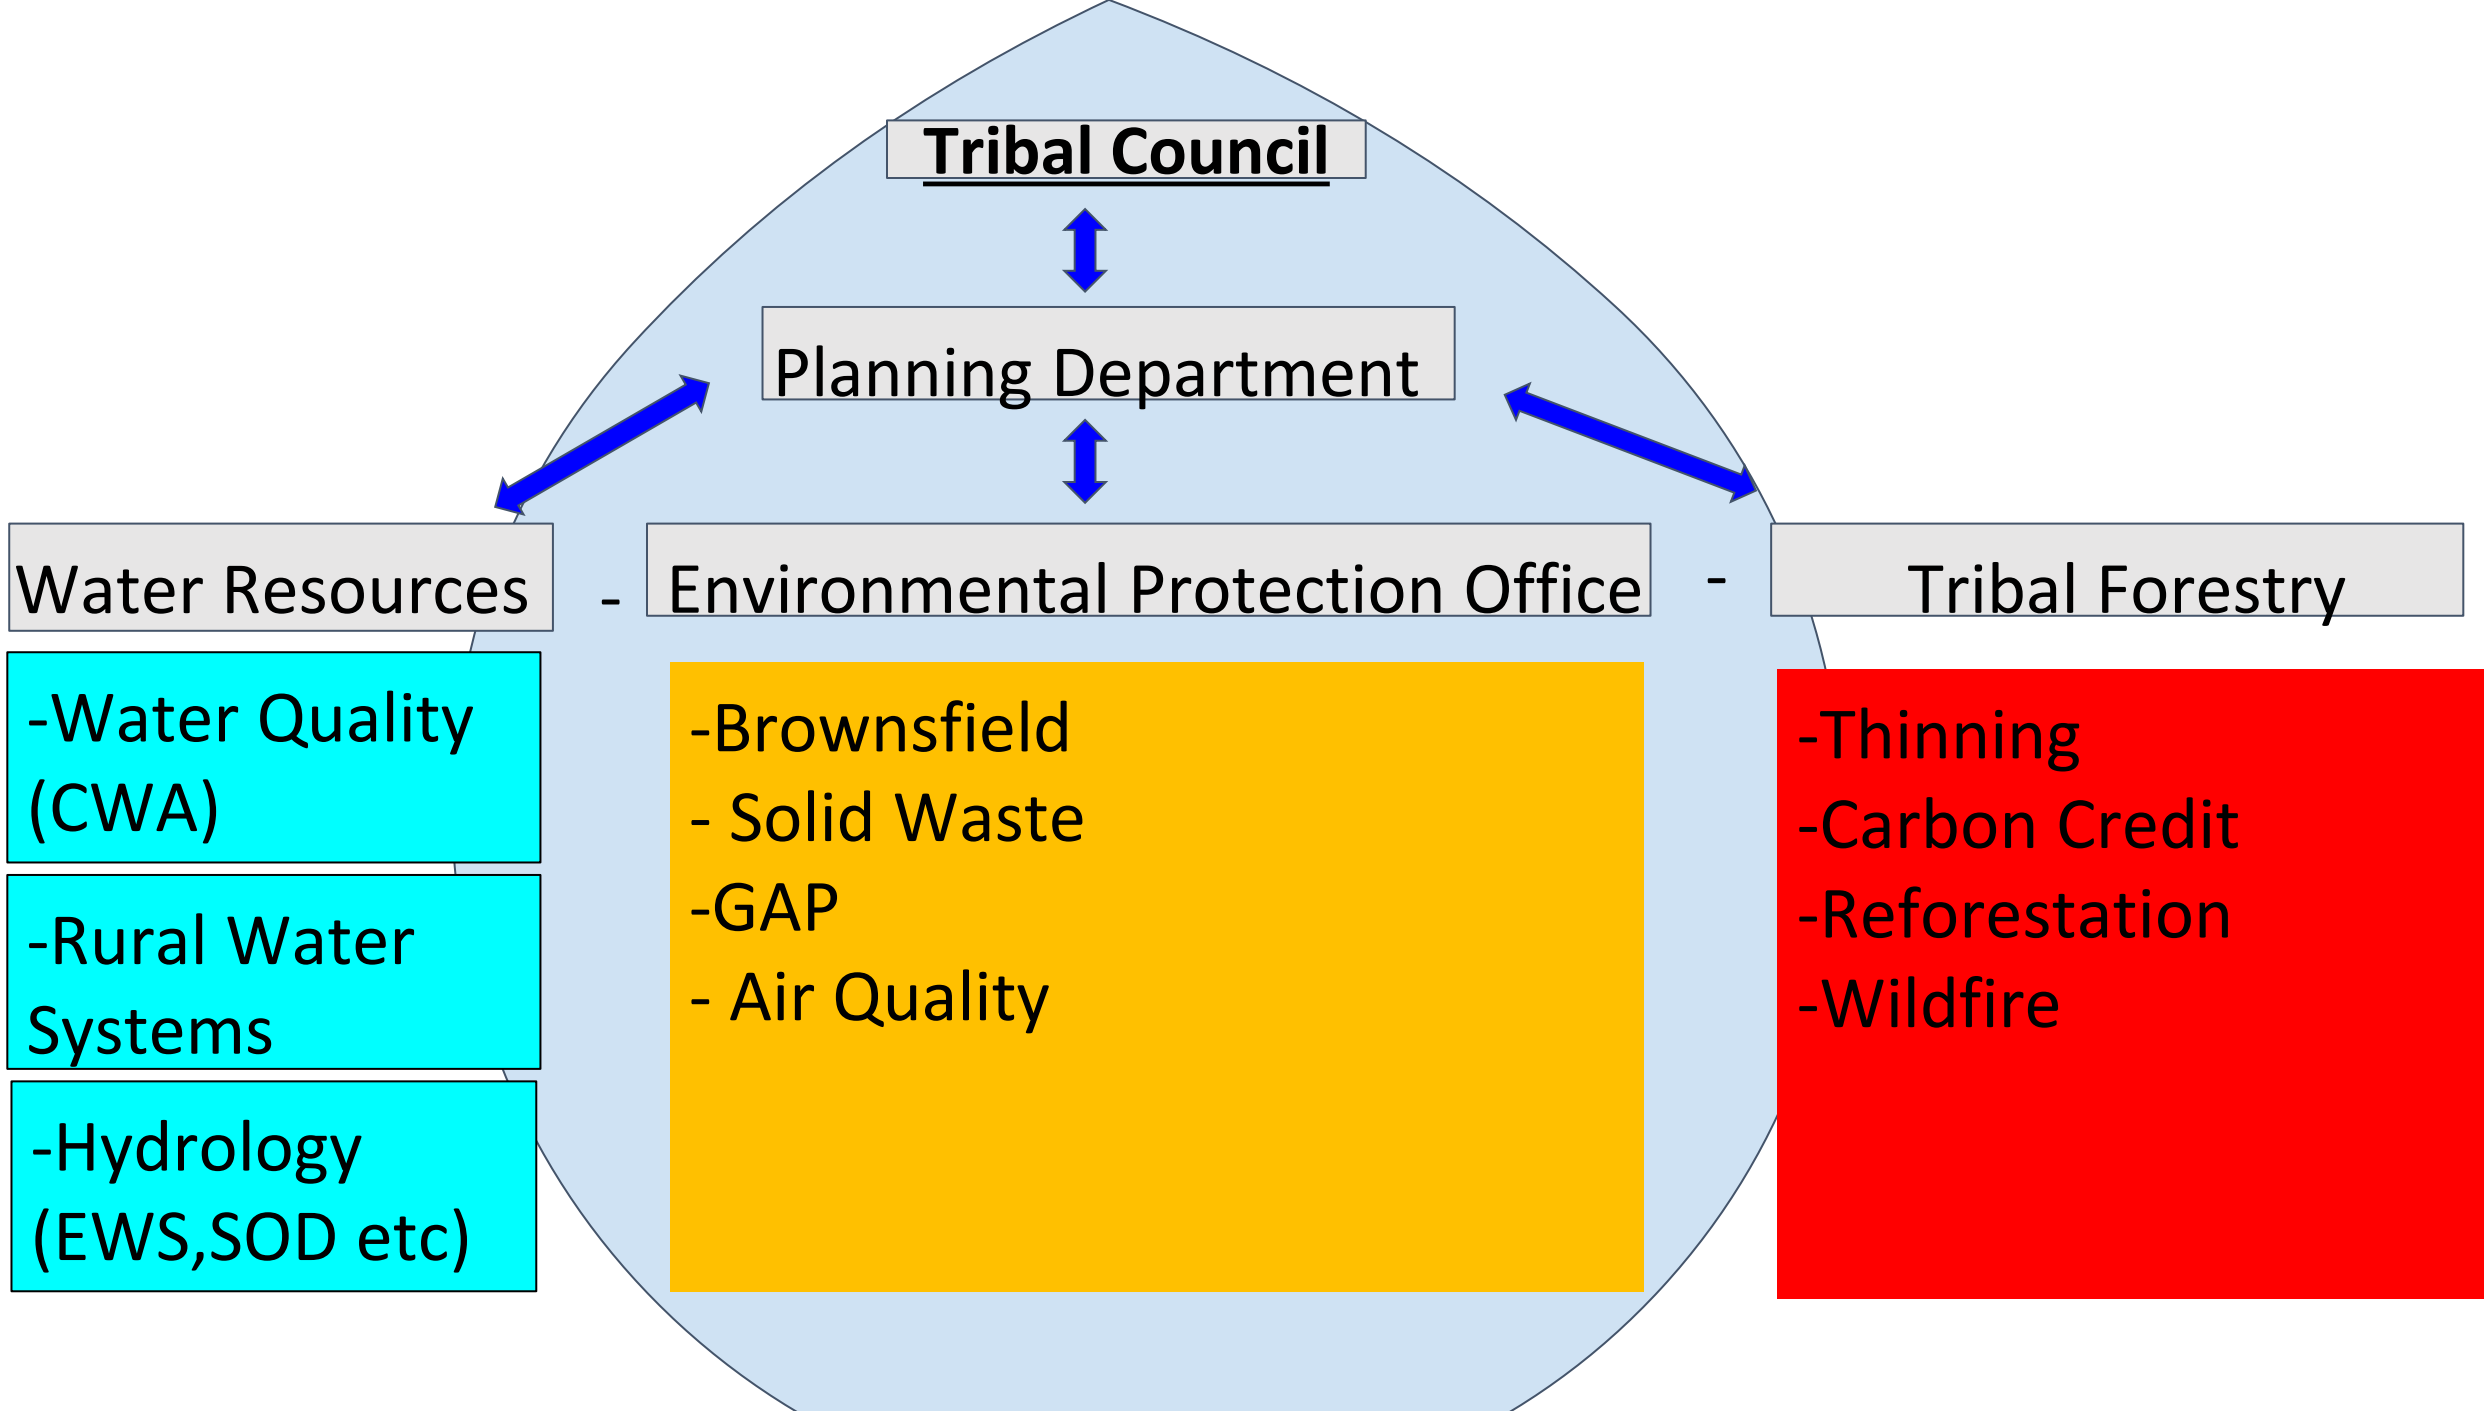 Tribal Council
Planning Department
Water Resources
-
Environmental Protection Office
-
Tribal Forestry
-Water Quality
(CWA)
-Rural Water
Systems
-Hydrology
(EWS,SOD etc)
-Brownsfield
- Solid Waste
-GAP
- Air Quality
-Thinning
-Carbon Credit
-Reforestation
-Wildfire